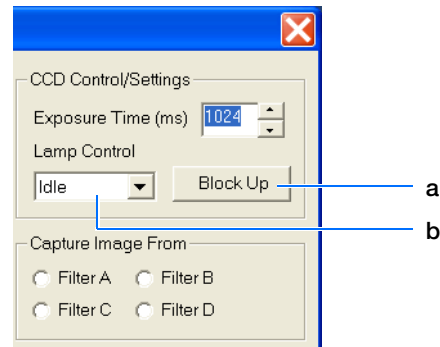 CCD Control/Settings
Exposure Time (ms) 1024
Lamp Control
Idle Block Up a
b
Capture Image From
Filter A Filter B
Filter C Filter D